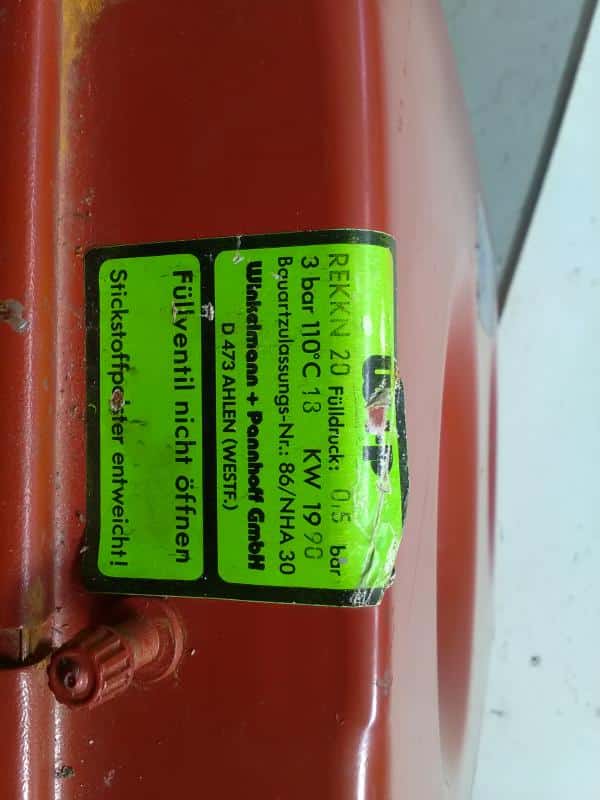 REKKN 20 Fülldruck: 0,5 bar
3 bar 110°C 13 KW 1990
Bauartzulassungs-Nr.: 86/NHA 30
Winkelmann + Pannhoff GmbH
D 473 AHLEN (WESTF.)
Füllventil nicht öffnen
Stickstoffpolster entweicht!